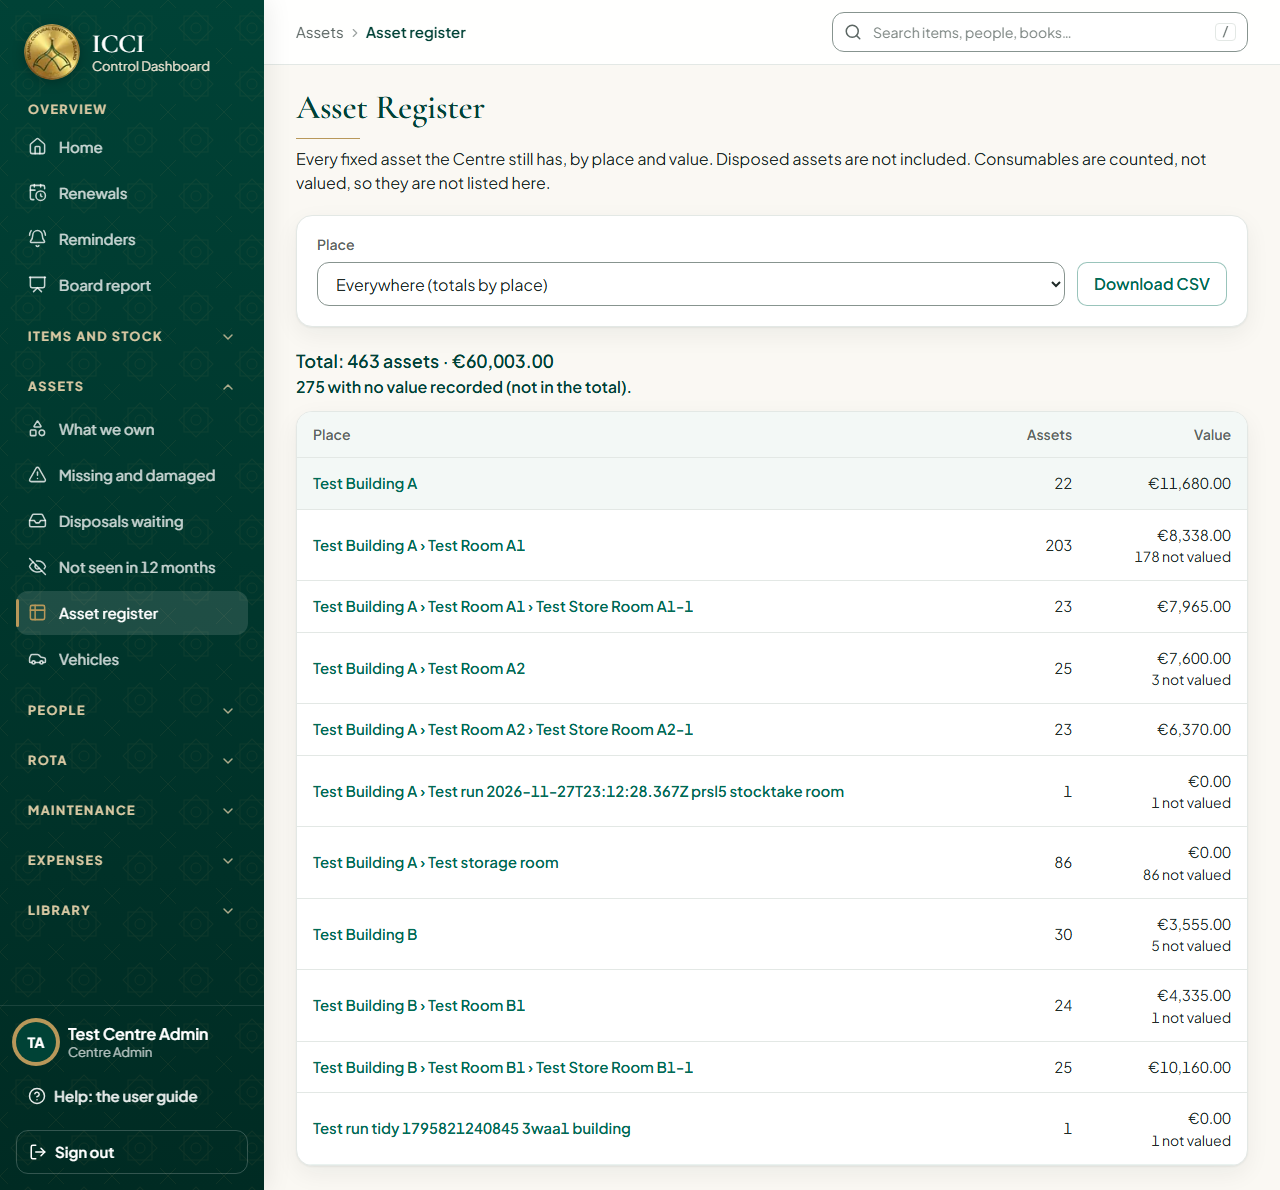 ICCI
Control Dashboard
OVERVIEW
Home
Renewals
Reminders
Board report
ITEMS AND STOCK
ASSETS
What we own
Missing and damaged
Disposals waiting
Not seen in 12 months
Asset register
Vehicles
PEOPLE
ROTA
MAINTENANCE
EXPENSES
LIBRARY
TA
Test Centre Admin
Centre Admin
Help: the user guide
Sign out
Assets › Asset register
Search items, people, books...
/
Asset Register
Every fixed asset the Centre still has, by place and value. Disposed assets are not included. Consumables are counted, not
valued, so they are not listed here.
Place
Everywhere (totals by place)
Download CSV
Total: 463 assets · €60,003.00
275 with no value recorded (not in the total).
Place Assets Value
Test Building A 22 €11,680.00
Test Building A › Test Room A1 203 €8,338.00
178 not valued
Test Building A › Test Room A1 › Test Store Room A1-1 23 €7,965.00
Test Building A › Test Room A2 25 €7,600.00
3 not valued
Test Building A › Test Room A2 › Test Store Room A2-1 23 €6,370.00
Test Building A › Test run 2026-11-27T23:12:28.367Z prsl5 stocktake room 1 €0.00
1 not valued
Test Building A › Test storage room 86 €0.00
86 not valued
Test Building B 30 €3,555.00
5 not valued
Test Building B › Test Room B1 24 €4,335.00
1 not valued
Test Building B › Test Room B1 › Test Store Room B1-1 25 €10,160.00
Test run tidy 1795821240845 3waa1 building 1 €0.00
1 not valued